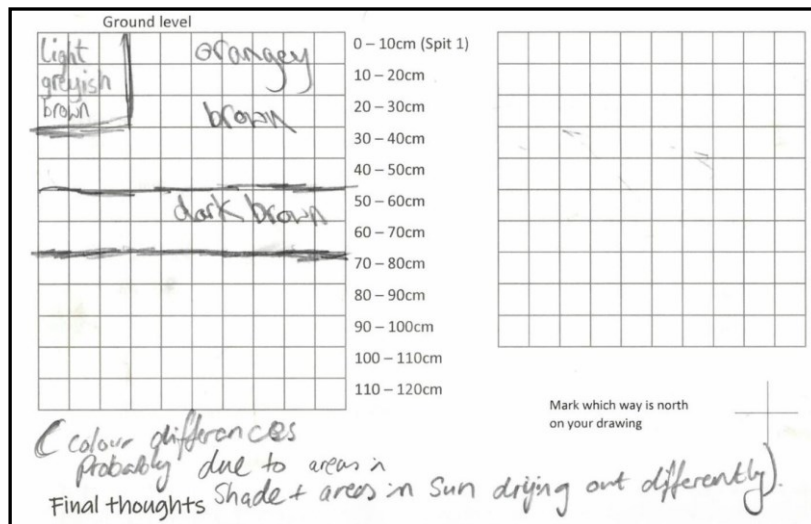 Ground level
light
greyish
brown
orangey
brown
dark brown
0 – 10cm (Spit 1)
10 – 20cm
20 – 30cm
30 – 40cm
40 – 50cm
50 – 60cm
60 – 70cm
70 – 80cm
80 – 90cm
90 – 100cm
100 – 110cm
110 – 120cm
Mark which way is north
on your drawing
( colour differences
Probably due to areas in
Shade + areas in Sun drying out differently).
Final thoughts